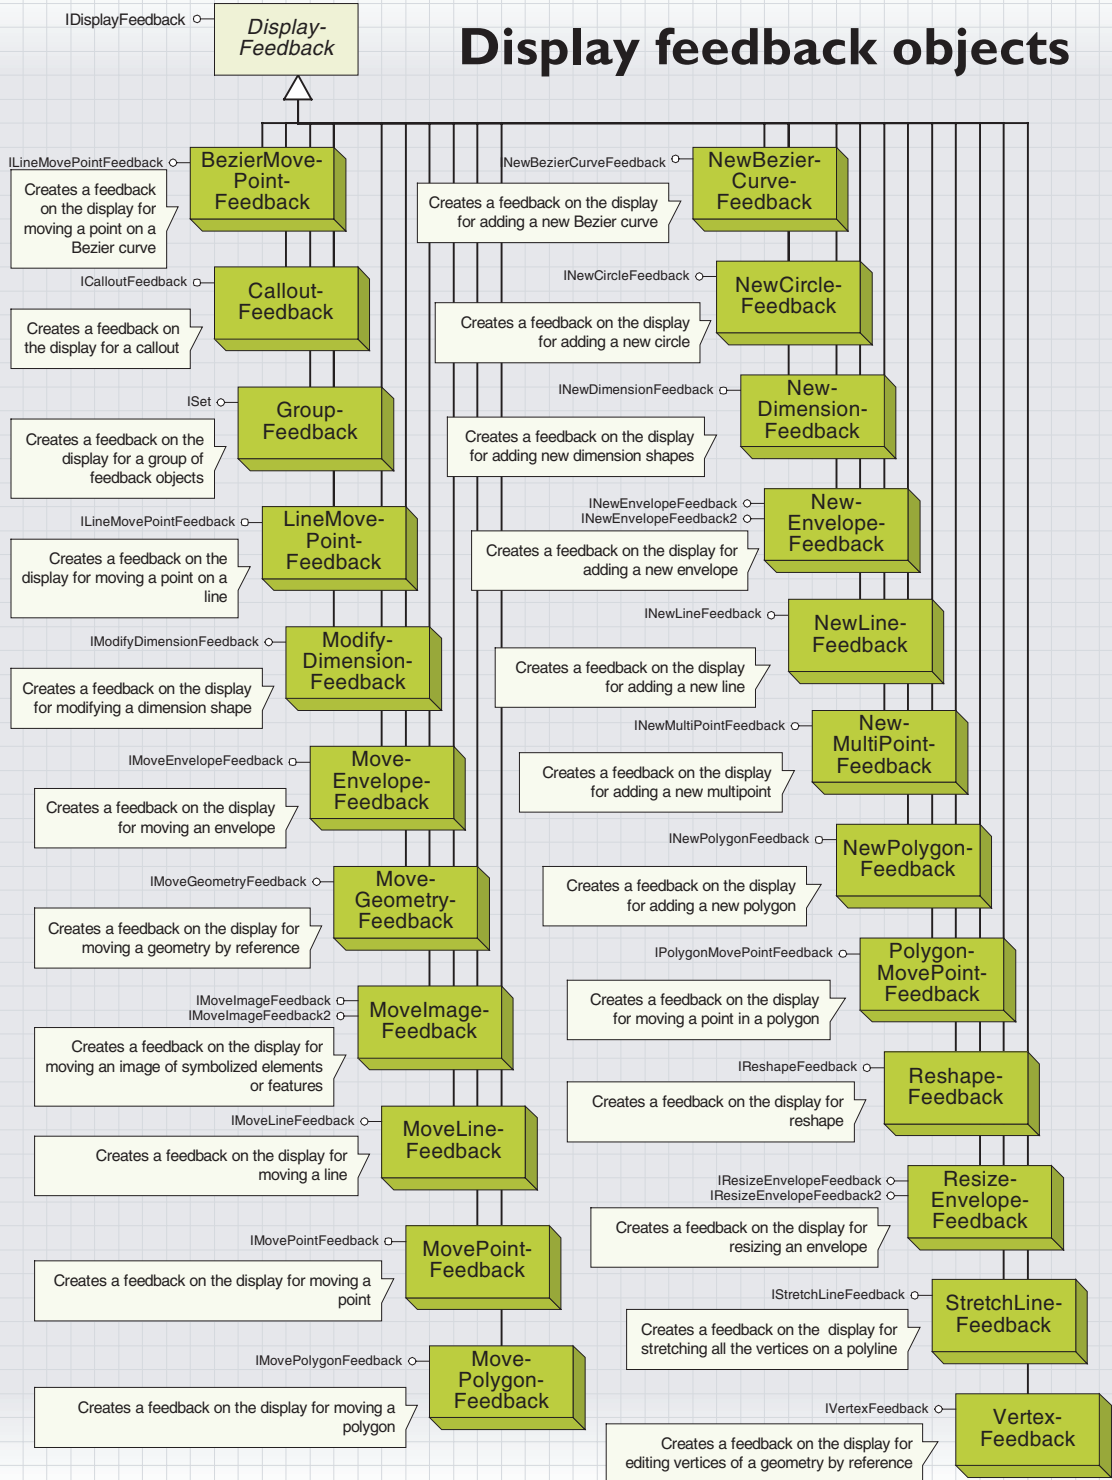 IDisplayFeedback
Display-
Feedback
Display feedback objects
ILineMovePointFeedback
BezierMove-
Point-
Feedback
Creates a feedback
on the display for
moving a point on a
Bezier curve
ICalloutFeedback
Callout-
Feedback
Creates a feedback on
the display for a callout
ISet
Group-
Feedback
Creates a feedback on the
display for a group of
feedback objects
ILineMovePointFeedback
LineMove-
Point-
Feedback
Creates a feedback on the
display for moving a point on a
line
IModifyDimensionFeedback
Modify-
Dimension-
Feedback
Creates a feedback on the display
for modifying a dimension shape
IMoveEnvelopeFeedback
Move-
Envelope-
Feedback
Creates a feedback on the display
for moving an envelope
IMoveGeometryFeedback
Move-
Geometry-
Feedback
Creates a feedback on the display for
moving a geometry by reference
IMoveImageFeedback
IMoveImageFeedback2
MoveImage-
Feedback
Creates a feedback on the display for
moving an image of symbolized elements
or features
IMoveLineFeedback
MoveLine-
Feedback
Creates a feedback on the display for
moving a line
IMovePointFeedback
MovePoint-
Feedback
Creates a feedback on the display for moving a
point
IMovePolygonFeedback
Move-
Polygon-
Feedback
Creates a feedback on the display for moving a
polygon
INewBezierCurveFeedback
NewBezier-
Curve-
Feedback
Creates a feedback on the display
for adding a new Bezier curve
INewCircleFeedback
NewCircle-
Feedback
Creates a feedback on the display
for adding a new circle
INewDimensionFeedback
New-
Dimension-
Feedback
Creates a feedback on the display
for adding new dimension shapes
INewEnvelopeFeedback
INewEnvelopeFeedback2
New-
Envelope-
Feedback
Creates a feedback on the display for
adding a new envelope
INewLineFeedback
NewLine-
Feedback
Creates a feedback on the display
for adding a new line
INewMultiPointFeedback
New-
MultiPoint-
Feedback
Creates a feedback on the display
for adding a new multipoint
INewPolygonFeedback
NewPolygon-
Feedback
Creates a feedback on the display
for adding a new polygon
IPolygonMovePointFeedback
Polygon-
MovePoint-
Feedback
Creates a feedback on the display
for moving a point in a polygon
IReshapeFeedback
Reshape-
Feedback
Creates a feedback on the display for
reshape
IResizeEnvelopeFeedback
IResizeEnvelopeFeedback2
Resize-
Envelope-
Feedback
Creates a feedback on the display for
resizing an envelope
IStretchLineFeedback
StretchLine-
Feedback
Creates a feedback on the display for
stretching all the vertices on a polyline
IVertexFeedback
Vertex-
Feedback
Creates a feedback on the display for
editing vertices of a geometry by reference